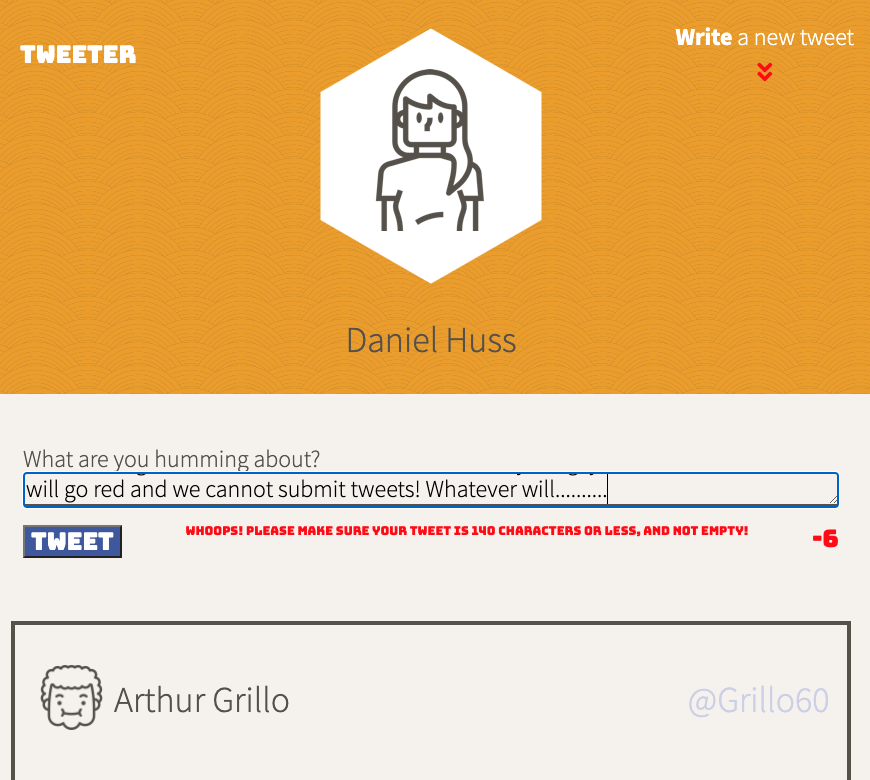 TWEETER
Write a new tweet
Daniel Huss
What are you humming about?
will go red and we cannot submit tweets! Whatever will..........
TWEET
WHOOPS! PLEASE MAKE SURE YOUR TWEET IS 140 CHARACTERS OR LESS, AND NOT EMPTY!
-6
Arthur Grillo
@Grillo60